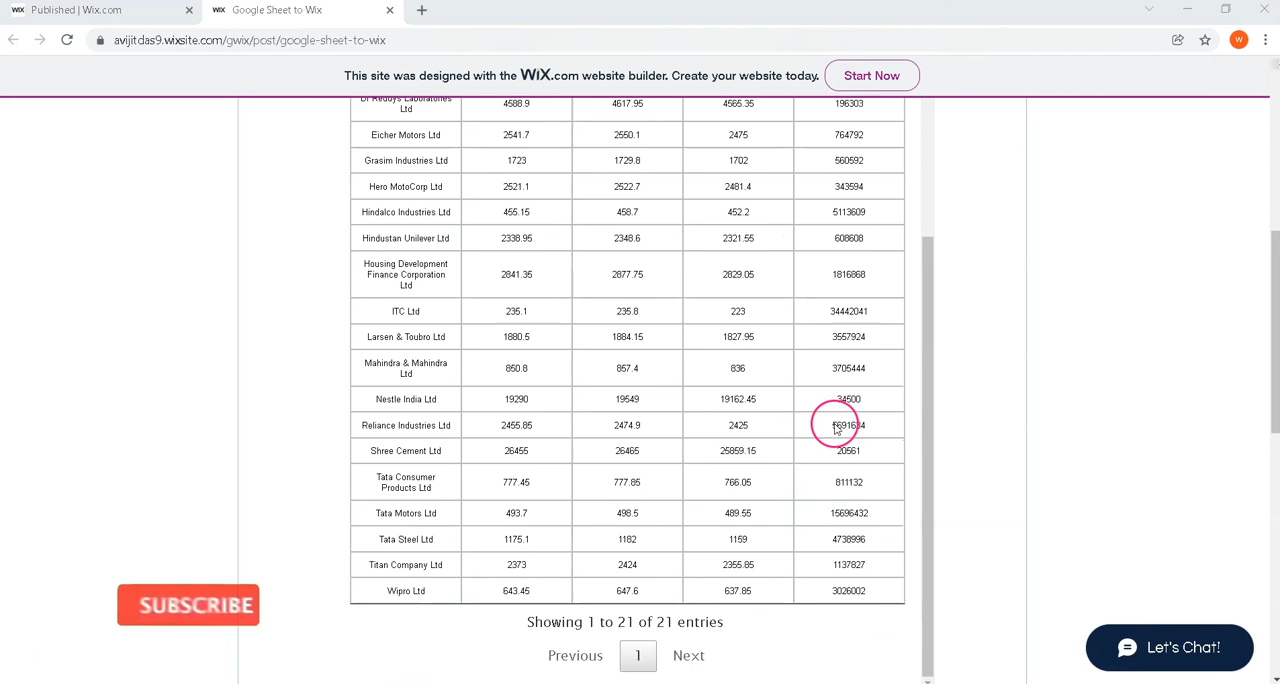 WiX Published | Wix.com
WiX Google Sheet to Wix
avijitdas9.wixsite.com/gwix/post/google-sheet-to-wix
W
This site was designed with the WiX.com website builder. Create your website today. Start Now
Dr Reddys Laboratories
Ltd 4588.9 4617.95 4565.35 196303
Eicher Motors Ltd 2541.7 2550.1 2475 764792
Grasim Industries Ltd 1723 1729.8 1702 560592
Hero MotoCorp Ltd 2521.1 2522.7 2481.4 343594
Hindalco Industries Ltd 455.15 458.7 452.2 5113609
Hindustan Unilever Ltd 2338.95 2348.6 2321.55 608608
Housing Development
Finance Corporation 2841.35 2877.75 2829.05 1816868
Ltd
ITC Ltd 235.1 235.8 223 34442041
Larsen & Toubro Ltd 1880.5 1884.15 1827.95 3557924
Mahindra & Mahindra
Ltd 850.8 857.4 836 3705444
Nestle India Ltd 19290 19549 19162.45 34500
Reliance Industries Ltd 2455.85 2474.9 2425
Shree Cement Ltd 26455 26465 25859.15 20561
Tata Consumer
Products Ltd 777.45 777.85 766.05 811132
Tata Motors Ltd 493.7 498.5 489.55 15696432
Tata Steel Ltd 1175.1 1182 1159 4738996
Titan Company Ltd 2373 2424 2355.85 1137827
Wipro Ltd 643.45 647.6 637.85 3026002
SUBSCRIBE
Showing 1 to 21 of 21 entries
Previous 1 Next
Let's Chat!